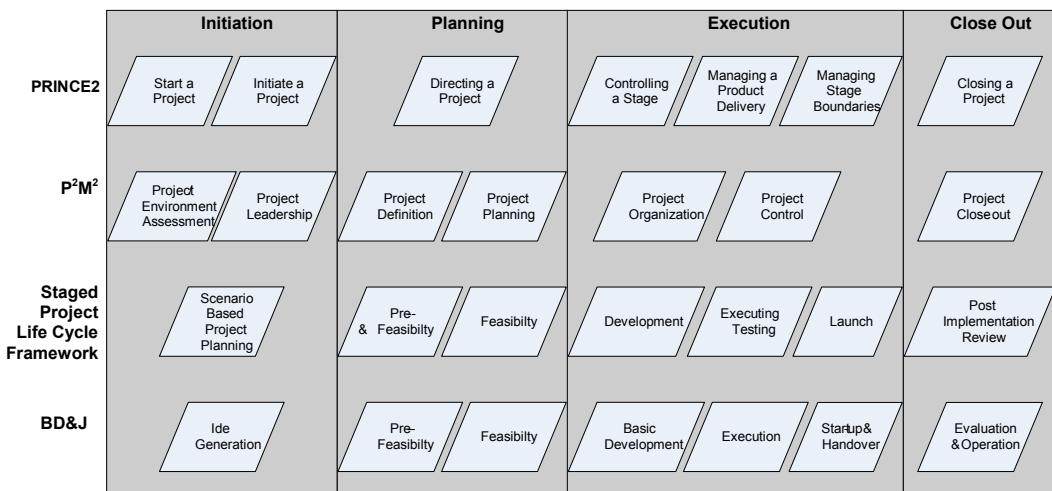 Initiation
Planning
Execution
Close Out
PRINCE2
Start a
Project
Initiate a
Project
Directing a
Project
Controlling
a Stage
Managing a
Product
Delivery
Managing
Stage
Boundaries
Closing a
Project
P²M²
Project
Environment
Assessment
Project
Leadership
Project
Definition
Project
Planning
Project
Organization
Project
Control
Project
Closeout
Staged
Project
Life Cycle
Framework
Scenario
Based
Project
Planning
Pre-
& Feasibilty
Feasibilty
Development
Executing
Testing
Launch
Post
Implementation
Review
BD&J
Ide
Generation
Pre-
Feasibilty
Feasibilty
Basic
Development
Execution
Startup &
Handover
Evaluation
& Operation